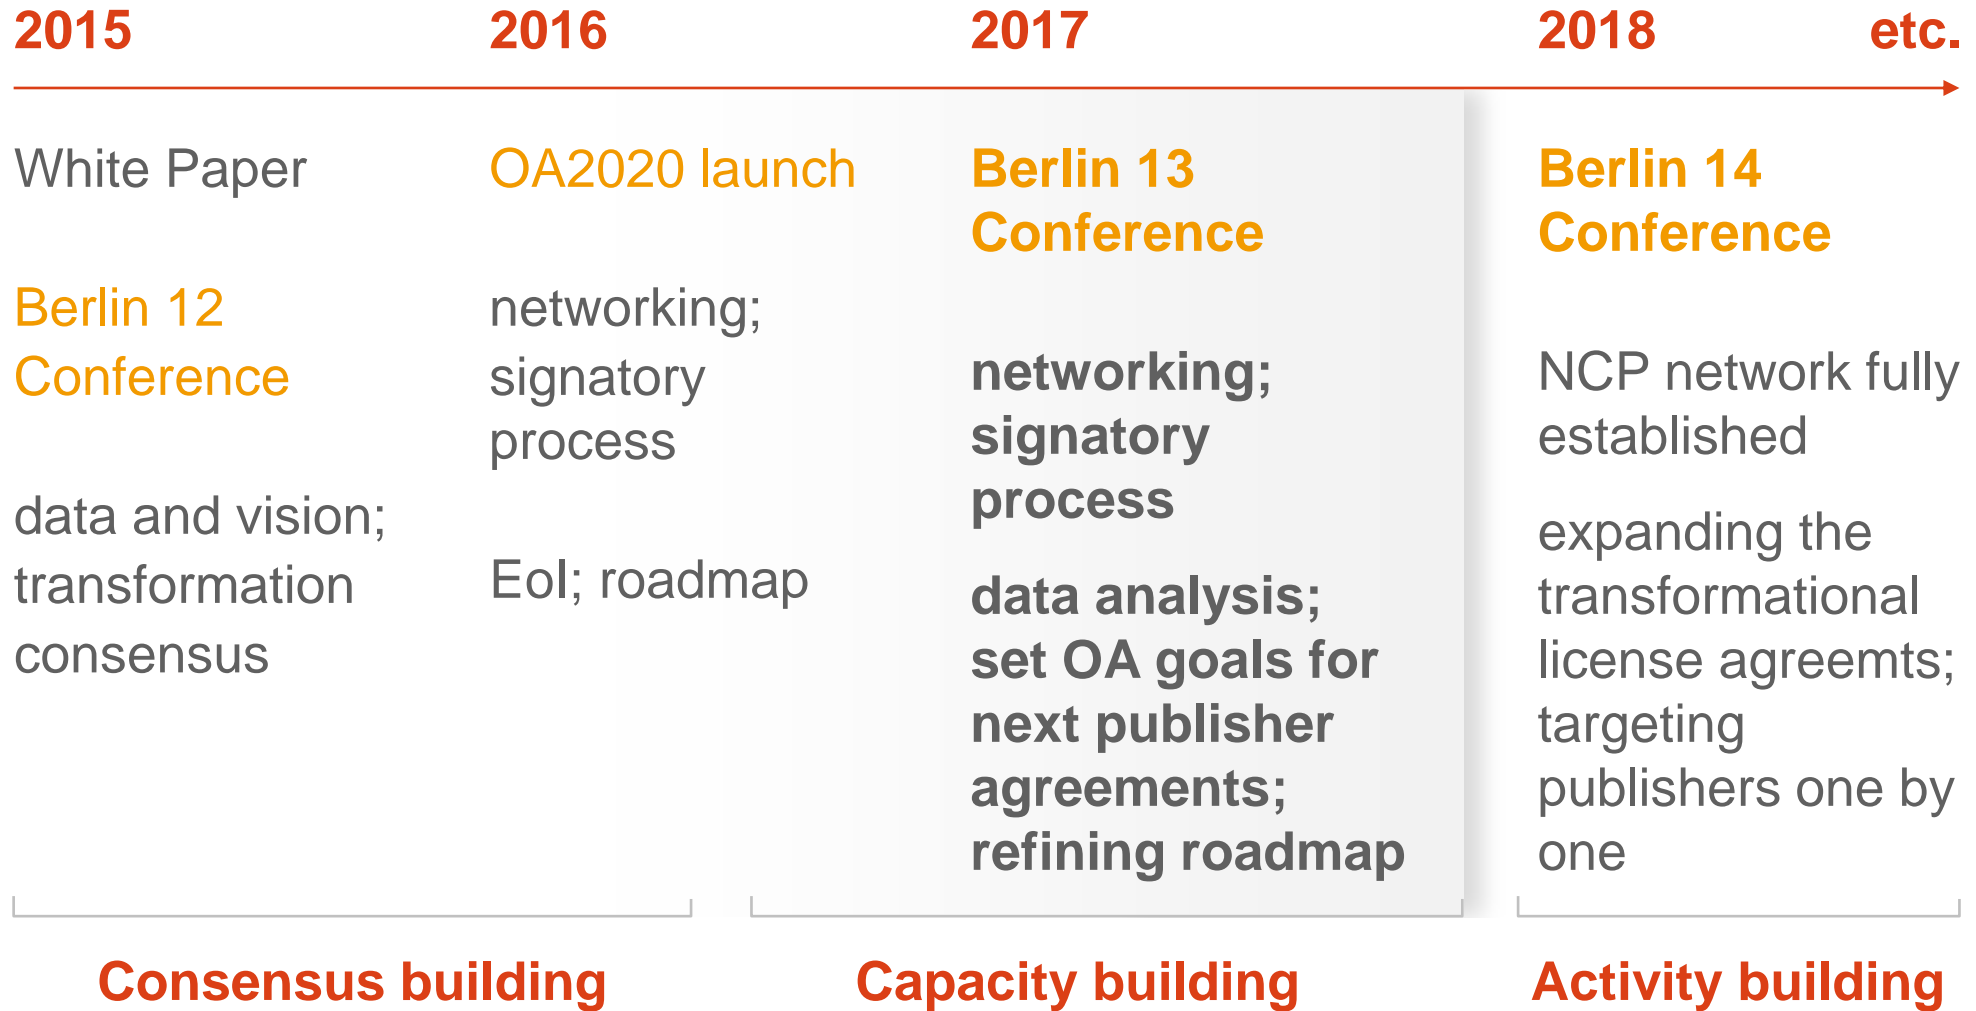 2015
2016
2017
2018
etc.
White Paper
Berlin 12
Conference
data and vision;
transformation
consensus
OA2020 launch
networking;
signatory
process
EoI; roadmap
Berlin 13
Conference
networking;
signatory
process
data analysis;
set OA goals for
next publisher
agreements;
refining roadmap
Berlin 14
Conference
NCP network fully
established
expanding the
transformational
license agreemts;
targeting
publishers one by
one
Consensus building
Capacity building
Activity building